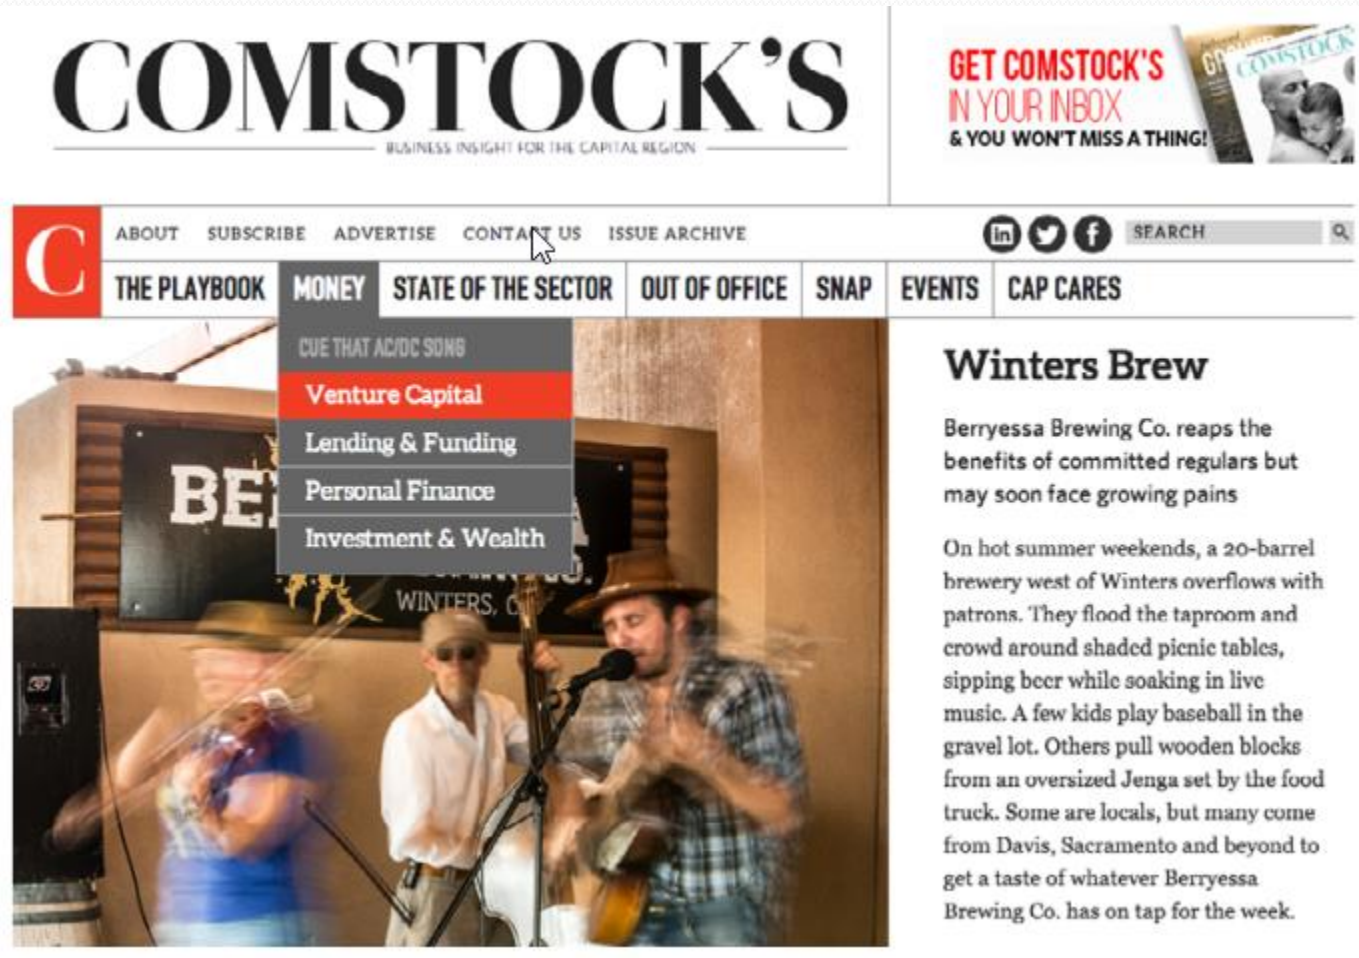 COMSTOCK'S
BUSINESS INSIGHT FOR THE CAPITAL REGION
GET COMSTOCK'S
IN YOUR INBOX
& YOU WON'T MISS A THING!
COMSTOCK
C
ABOUT SUBSCRIBE ADVERTISE CONTACT US ISSUE ARCHIVE
in f SEARCH
THE PLAYBOOK MONEY STATE OF THE SECTOR OUT OF OFFICE SNAP EVENTS CAP CARES
CUE THAT AC/DC SONG
Venture Capital
Lending & Funding
Personal Finance
Investment & Wealth
BE A
CO.
WINTERS, C
Winters Brew
Berryessa Brewing Co. reaps the
benefits of committed regulars but
may soon face growing pains
On hot summer weekends, a 20-barrel
brewery west of Winters overflows with
patrons. They flood the taproom and
crowd around shaded picnic tables,
sipping beer while soaking in live
music. A few kids play baseball in the
gravel lot. Others pull wooden blocks
from an oversized Jenga set by the food
truck. Some are locals, but many come
from Davis, Sacramento and beyond to
get a taste of whatever Berryessa
Brewing Co. has on tap for the week.